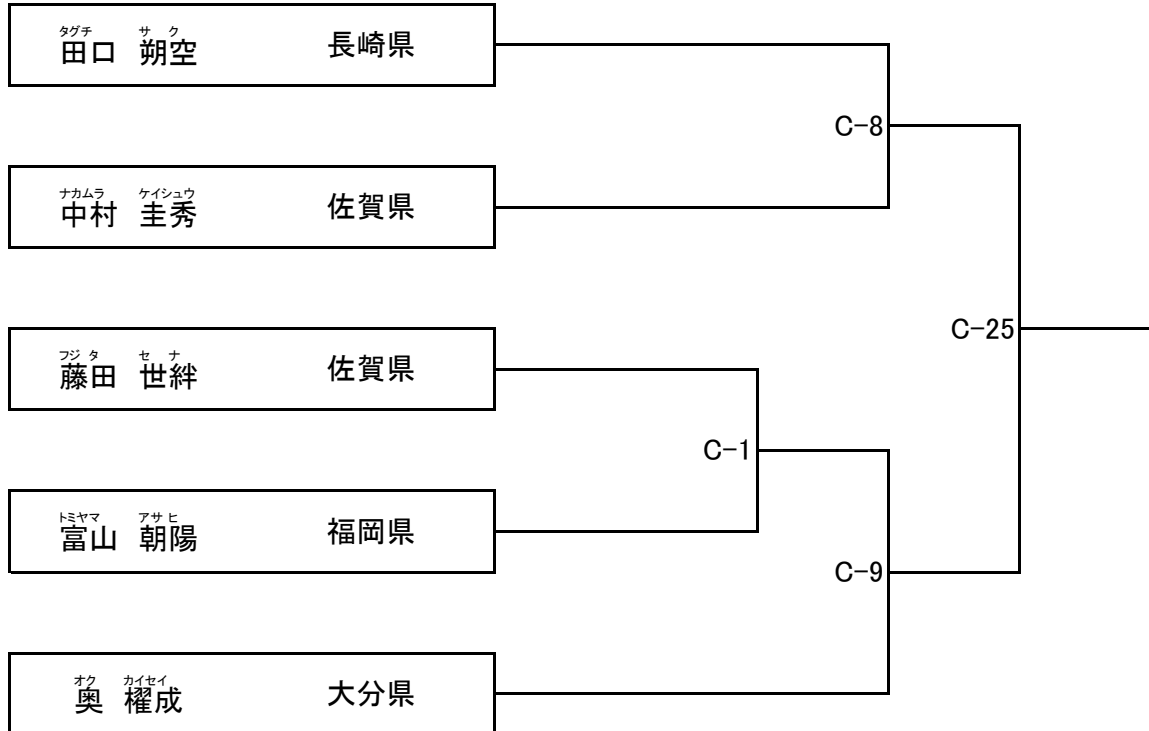 タグチ サ ク
田口 朔空 長崎県
C-8
ナカムラ ケイシュウ
中村 圭秀 佐賀県
C-25
フジ タ セ ナ
藤田 世絆 佐賀県
C-1
トミヤマ アサ ヒ
富山 朝陽 福岡県
C-9
オク カイセイ
奥 櫂成 大分県